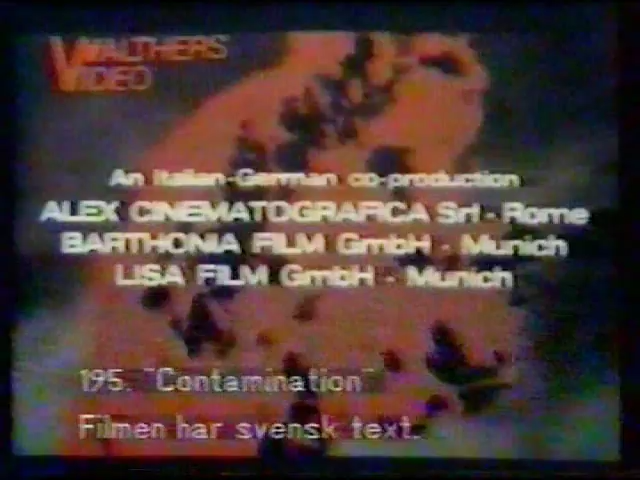 WALTHERS
VIDEO
An Italian-German co-production
ALEX CINEMATOGRAFICA Srl - Rome
BARTHONIA FILM GmbH - Munich
LISA FILM GmbH - Munich
195. "Contamination"
Filmen har svensk text.